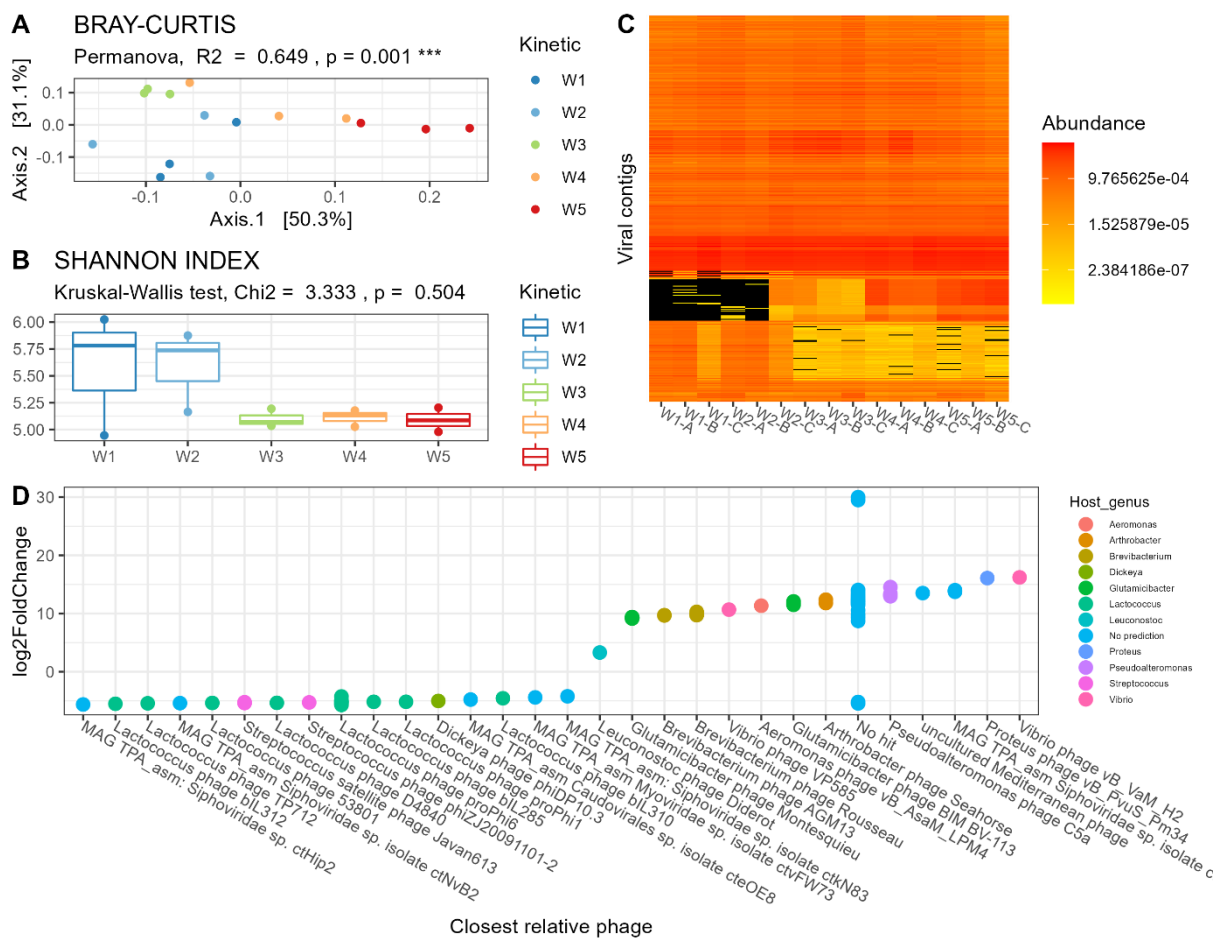 A BRAY-CURTIS
Permanova, R2 = 0.649 , p = 0.001 ***
Axis.2 [31.1%]
0.1
0.0
-0.1
-0.1 0.0 0.1 0.2
Axis.1 [50.3%]
Kinetic
W1
W2
W3
W4
W5
B SHANNON INDEX
Kruskal-Wallis test, Chi2 = 3.333 , p = 0.504
6.00
5.75
5.50
5.25
5.00
W1 W2 W3 W4 W5
Kinetic
W1
W2
W3
W4
W5
C
Viral contigs
W1-A
W1-B
W1-C
W2-A
W2-B
W2-C
W3-A
W3-B
W3-C
W4-A
W4-B
W4-C
W5-A
W5-B
W5-C
Abundance
9.765625e-04
1.525879e-05
2.384186e-07
D
log2FoldChange
30
20
10
0
MAG TPA_asm: Siphoviridae sp. ctHip2
Lactococcus phage bIL312
Lactococcus phage TP712
MAG TPA_asm Siphoviridae sp. isolate ctNvB2
Lactococcus phage 53801
Streptococcus satellite phage Javan613
Lactococcus phage D4840
Streptococcus phage phiZJ20091101-2
Lactococcus phage proPhi6
Lactococcus phage bIL285
Lactococcus phage proPhi1
Dickeya phage phiDP10.3
MAG TPA_asm Caudovirales sp. isolate cteOE8
Lactococcus phage bIL310
MAG TPA_asm Myoviridae sp. isolate ctvFW73
MAG TPA_asm: Siphoviridae sp. isolate ctkN83
Leuconostoc phage Diderot
Glutamicibacter phage Montesquieu
Brevibacterium phage AGM13
Brevibacterium phage Rousseau
Vibrio phage VP585
Aeromonas phage vB_AsaM_LPM4
Glutamicibacter phage BIM BV-113
Arthrobacter phage Seahorse
No hit
Pseudoalteromonas phage C5a
uncultured Mediterranean phage
MAG TPA_asm Siphoviridae sp. isolate c
Proteus phage vB_PvuS_Pm34
Vibrio phage vB_VaM_H2
Closest relative phage
Host_genus
Aeromonas
Arthrobacter
Brevibacterium
Dickeya
Glutamicibacter
Lactococcus
Leuconostoc
No prediction
Proteus
Pseudoalteromonas
Streptococcus
Vibrio